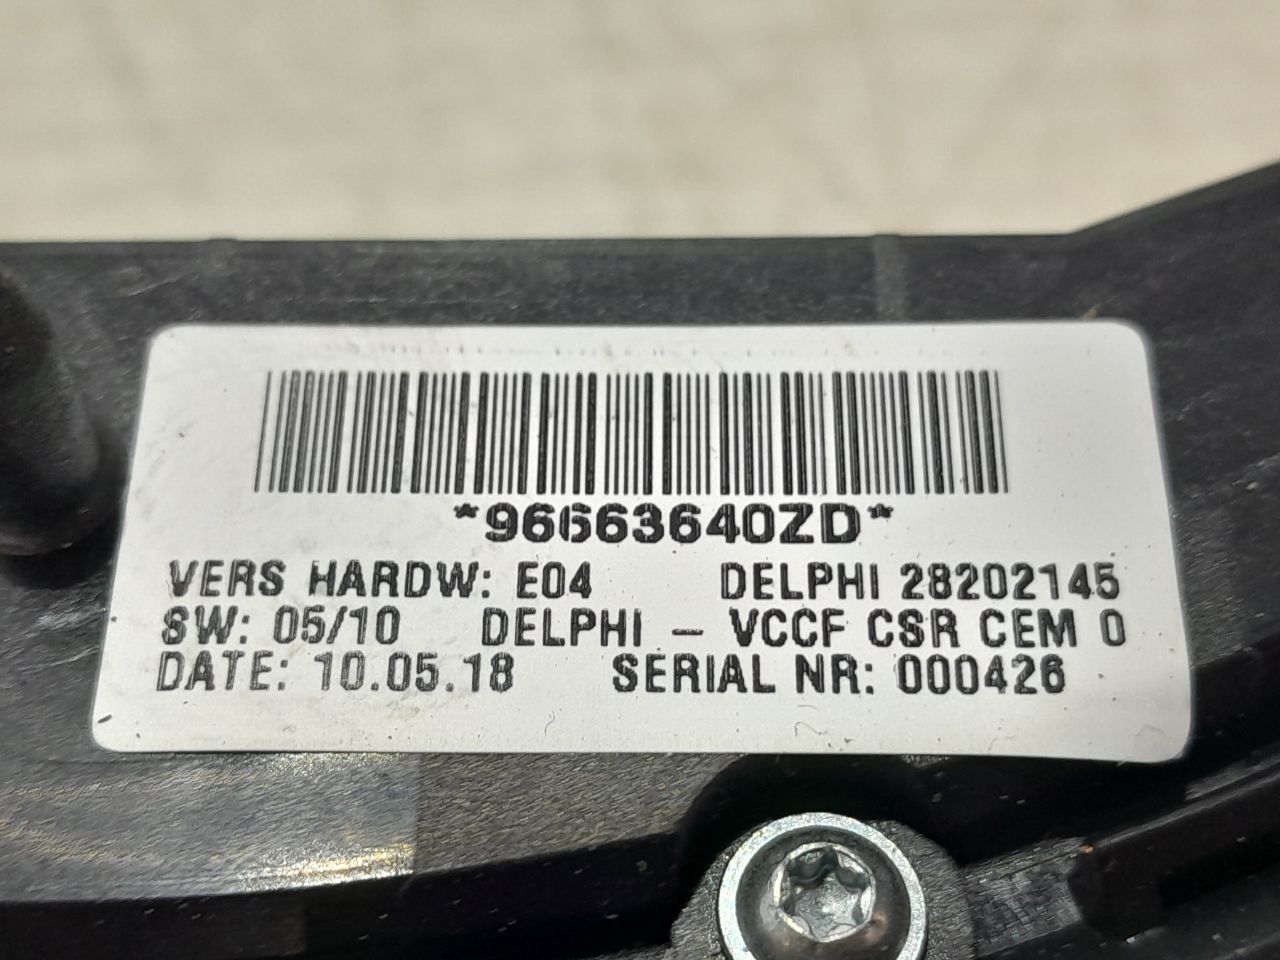 *96663640ZD*
VERS HARDW: E04 DELPHI 28202145
SW: 05/10 DELPHI - VCCF CSR CEM 0
DATE: 10.05.18 SERIAL NR: 000426